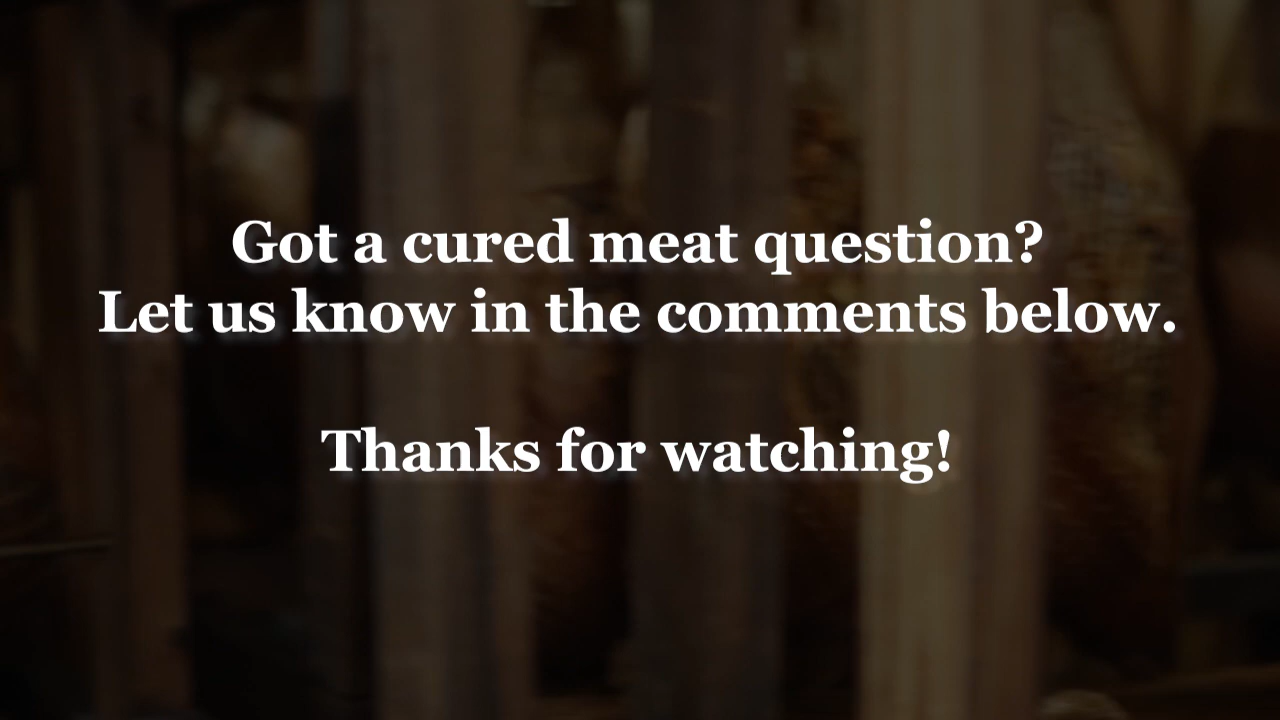 Got a cured meat question?
Let us know in the comments below.
Thanks for watching!